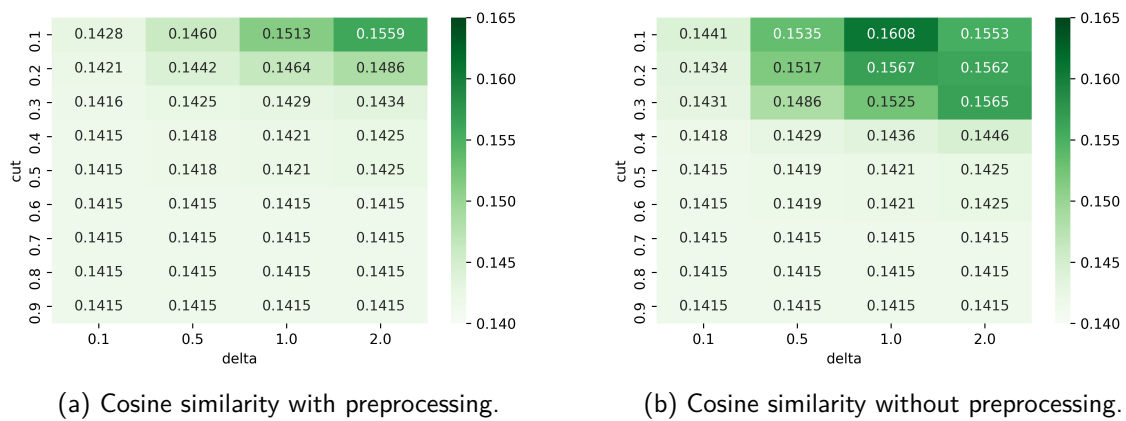 0.1 0.1428 0.1460 0.1513 0.1559
0.2 0.1421 0.1442 0.1464 0.1486
0.3 0.1416 0.1425 0.1429 0.1434
0.4 0.1415 0.1418 0.1421 0.1425
0.5 0.1415 0.1418 0.1421 0.1425
0.6 0.1415 0.1415 0.1415 0.1415
0.7 0.1415 0.1415 0.1415 0.1415
0.8 0.1415 0.1415 0.1415 0.1415
0.9 0.1415 0.1415 0.1415 0.1415
cut
0.1 0.5 1.0 2.0
delta
0.165
0.160
0.155
0.150
0.145
0.140
(a) Cosine similarity with preprocessing.
0.1 0.1441 0.1535 0.1608 0.1553
0.2 0.1434 0.1517 0.1567 0.1562
0.3 0.1431 0.1486 0.1525 0.1565
0.4 0.1418 0.1429 0.1436 0.1446
0.5 0.1415 0.1419 0.1421 0.1425
0.6 0.1415 0.1419 0.1421 0.1425
0.7 0.1415 0.1415 0.1415 0.1415
0.8 0.1415 0.1415 0.1415 0.1415
0.9 0.1415 0.1415 0.1415 0.1415
cut
0.1 0.5 1.0 2.0
delta
0.165
0.160
0.155
0.150
0.145
0.140
(b) Cosine similarity without preprocessing.